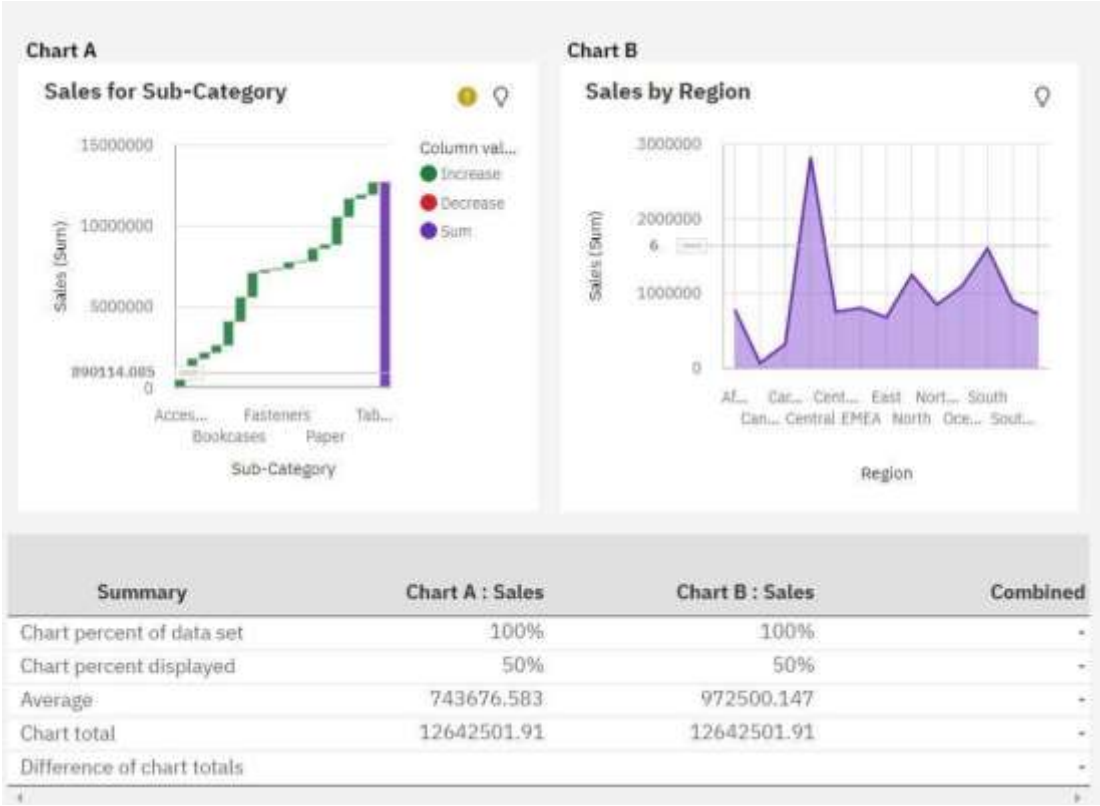 Chart A
Chart B
Sales for Sub-Category
Sales by Region
Column val...
Increase
Decrease
Sum
15000000
10000000
5000000
890114.085
0
Sales (Sum)
Acces... Fasteners Tab...
Bookcases Paper
Sub-Category
3000000
2000000
6
1000000
0
Sales (Sum)
Af... Car... Cent... East Nort... South
Can... Central EMEA North Oce... Sout...
Region
Summary Chart A : Sales Chart B : Sales Combined
Chart percent of data set 100% 100% -
Chart percent displayed 50% 50% -
Average 743676.583 972500.147 -
Chart total 12642501.91 12642501.91 -
Difference of chart totals -